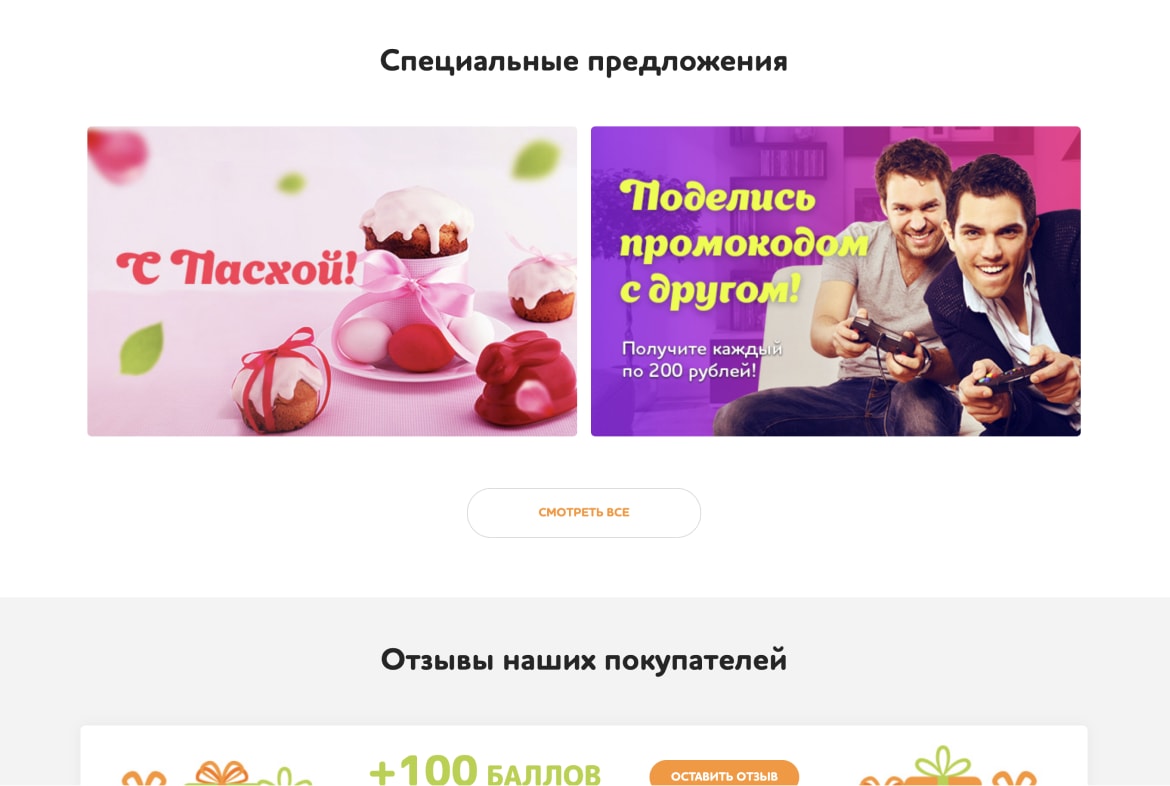 Специальные предложения
С Пасхой!
Поделись
промокодом
с другом!
Получите каждый
по 200 рублей!
СМОТРЕТЬ ВСЕ
Отзывы наших покупателей
+100 БАЛЛОВ
ОСТАВИТЬ ОТЗЫВ